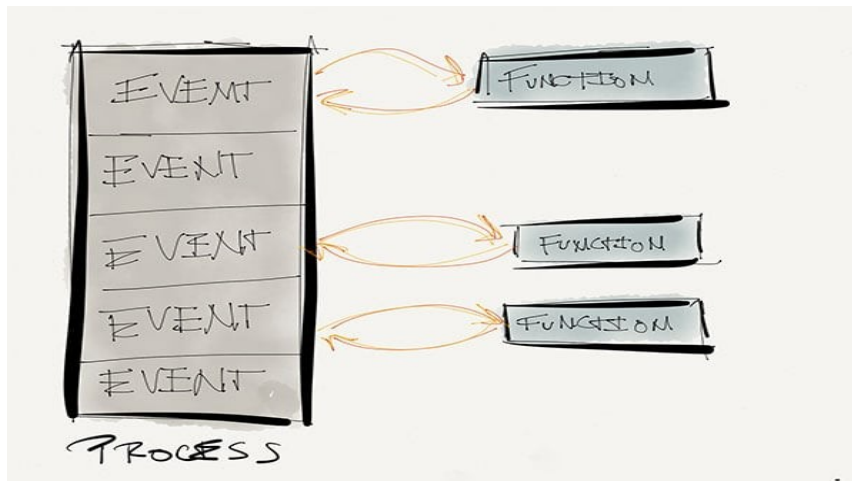 EVENT
FUNCTION
EVENT
EVENT
FUNCTION
EVENT
FUNCTION
EVENT
PROCESS